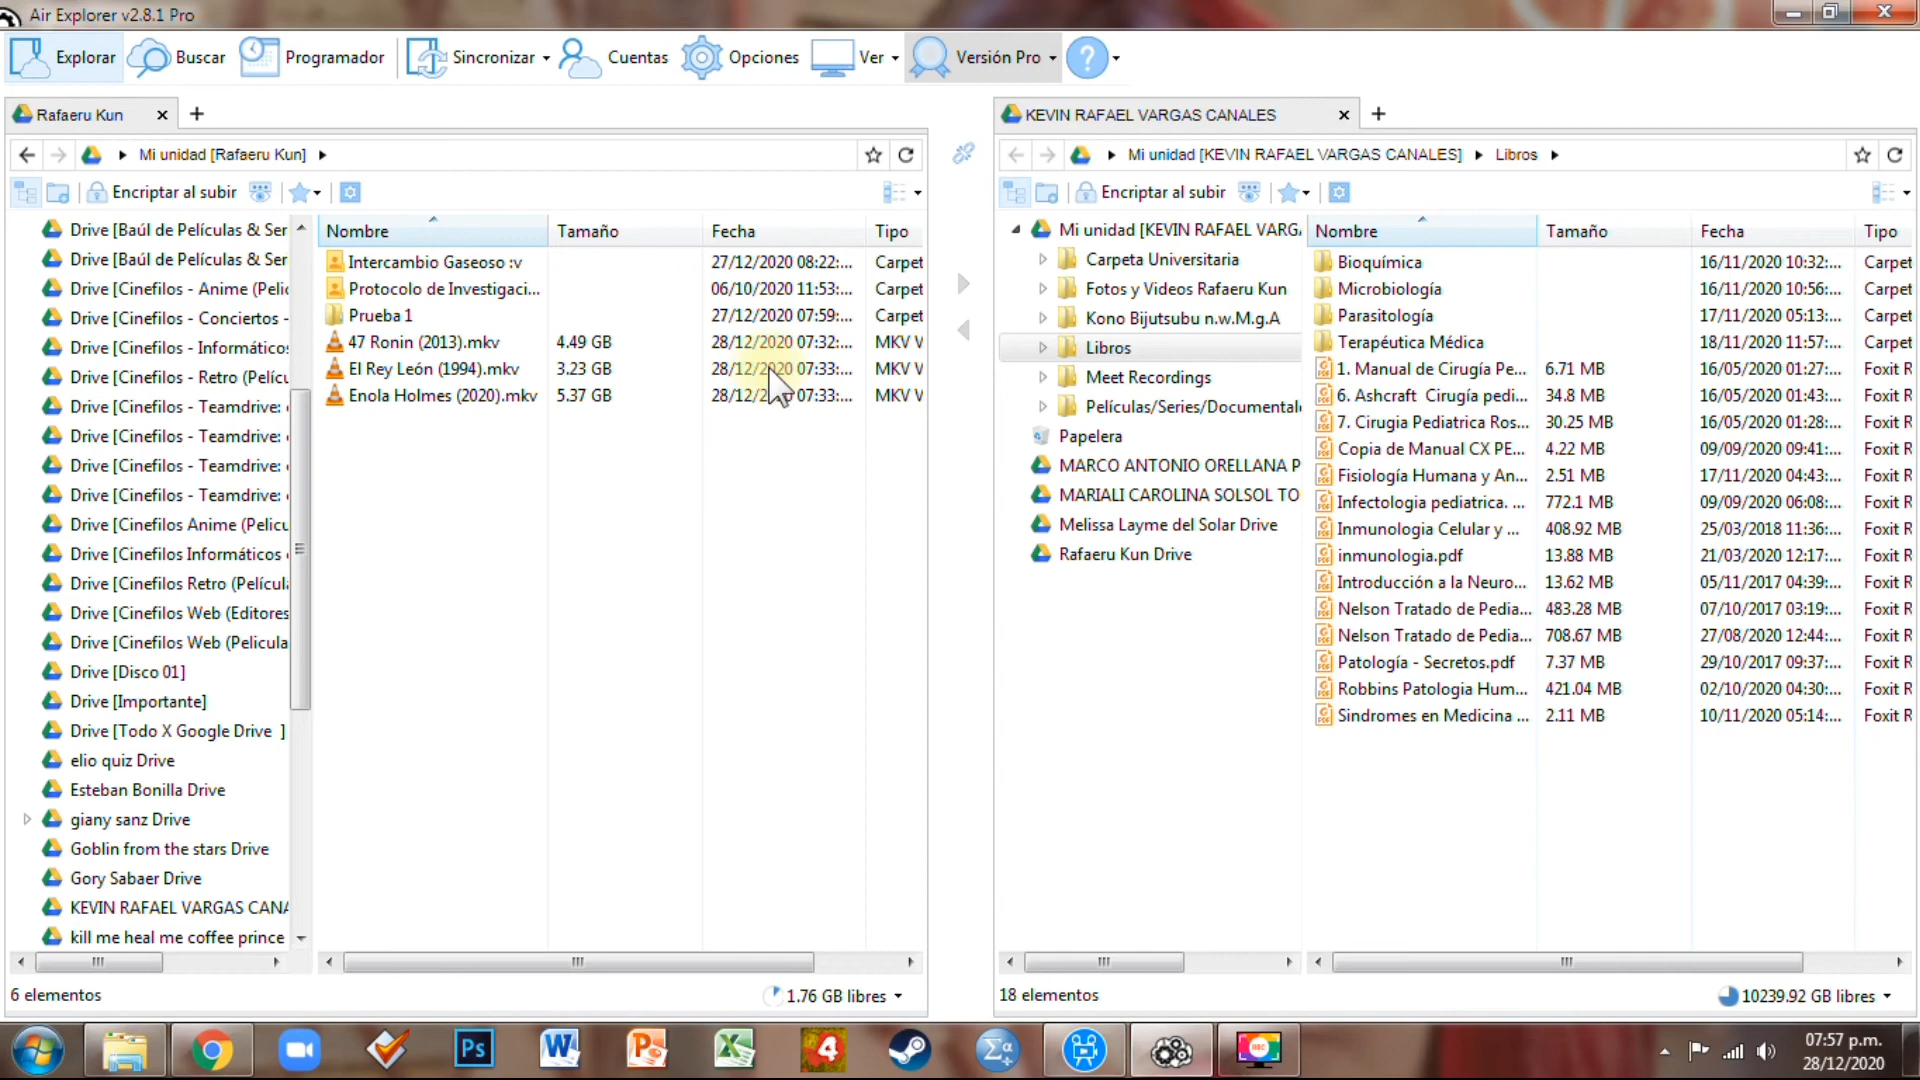 Air Explorer v2.8.1 Pro
Explorar Buscar Programador Sincronizar Cuentas Opciones Ver Versión Pro ?
Rafaeru Kun
Mi unidad [Rafaeru Kun]
Encriptar al subir
Drive [Baúl de Películas & Ser
Drive [Baúl de Películas & Ser
Drive [Cinefilos - Anime (Pelic
Drive [Cinefilos - Conciertos -
Drive [Cinefilos - Informáticos
Drive [Cinefilos - Retro (Pelícu
Drive [Cinefilos - Teamdrive:
Drive [Cinefilos - Teamdrive:
Drive [Cinefilos - Teamdrive:
Drive [Cinefilos - Teamdrive:
Drive [Cinefilos Anime (Pelicu
Drive [Cinefilos Informáticos
Drive [Cinefilos Retro (Película
Drive [Cinefilos Web (Editores
Drive [Cinefilos Web (Pelicula
Drive [Disco 01]
Drive [Importante]
Drive [Todo X Google Drive ]
elio quiz Drive
Esteban Bonilla Drive
giany sanz Drive
Goblin from the stars Drive
Gory Sabaer Drive
KEVIN RAFAEL VARGAS CANA
kill me heal me coffee prince
Nombre Tamaño Fecha Tipo
Intercambio Gaseoso :v 27/12/2020 08:22:... Carpet
Protocolo de Investigaci... 06/10/2020 11:53:... Carpet
Prueba 1 27/12/2020 07:59:... Carpet
47 Ronin (2013).mkv 4.49 GB 28/12/2020 07:32:... MKV V
El Rey León (1994).mkv 3.23 GB 28/12/2020 07:33:... MKV V
Enola Holmes (2020).mkv 5.37 GB 28/12/2020 07:33:... MKV V
6 elementos
1.76 GB libres
KEVIN RAFAEL VARGAS CANALES
Mi unidad [KEVIN RAFAEL VARGAS CANALES] Libros
Encriptar al subir
Mi unidad [KEVIN RAFAEL VARGA
Carpeta Universitaria
Fotos y Videos Rafaeru Kun
Kono Bijutsubu n.w.M.g.A
Libros
Meet Recordings
Películas/Series/Documentale
Papelera
MARCO ANTONIO ORELLANA P
MARIALI CAROLINA SOLSOL TO
Melissa Layme del Solar Drive
Rafaeru Kun Drive
Nombre Tamaño Fecha Tipo
Bioquímica 16/11/2020 10:32:... Carpet
Microbiología 16/11/2020 10:56:... Carpet
Parasitología 17/11/2020 05:13:... Carpet
Terapéutica Médica 18/11/2020 11:57:... Carpet
1. Manual de Cirugía Pe... 6.71 MB 16/05/2020 01:27:... Foxit R
6. Ashcraft Cirugía pedi... 34.8 MB 16/05/2020 01:43:... Foxit R
7. Cirugia Pediatrica Ros... 30.25 MB 16/05/2020 01:28:... Foxit R
Copia de Manual CX PE... 4.22 MB 09/09/2020 09:41:... Foxit R
Fisiología Humana y An... 2.51 MB 17/11/2020 04:43:... Foxit R
Infectologia pediatrica. ... 772.1 MB 09/09/2020 06:08:... Foxit R
Inmunologia Celular y ... 408.92 MB 25/03/2018 11:36:... Foxit R
inmunologia.pdf 13.88 MB 21/03/2020 12:17:... Foxit R
Introducción a la Neuro... 13.62 MB 05/11/2017 04:39:... Foxit R
Nelson Tratado de Pedia... 483.28 MB 07/10/2017 03:19:... Foxit R
Nelson Tratado de Pedia... 708.67 MB 27/08/2020 12:44:... Foxit R
Patología - Secretos.pdf 7.37 MB 29/10/2017 09:37:... Foxit R
Robbins Patologia Hum... 421.04 MB 02/10/2020 04:30:... Foxit R
Sindromes en Medicina ... 2.11 MB 10/11/2020 05:14:... Foxit R
18 elementos
10239.92 GB libres
Ps
W
P
X
4
Σα
REC
07:57 p.m.
28/12/2020